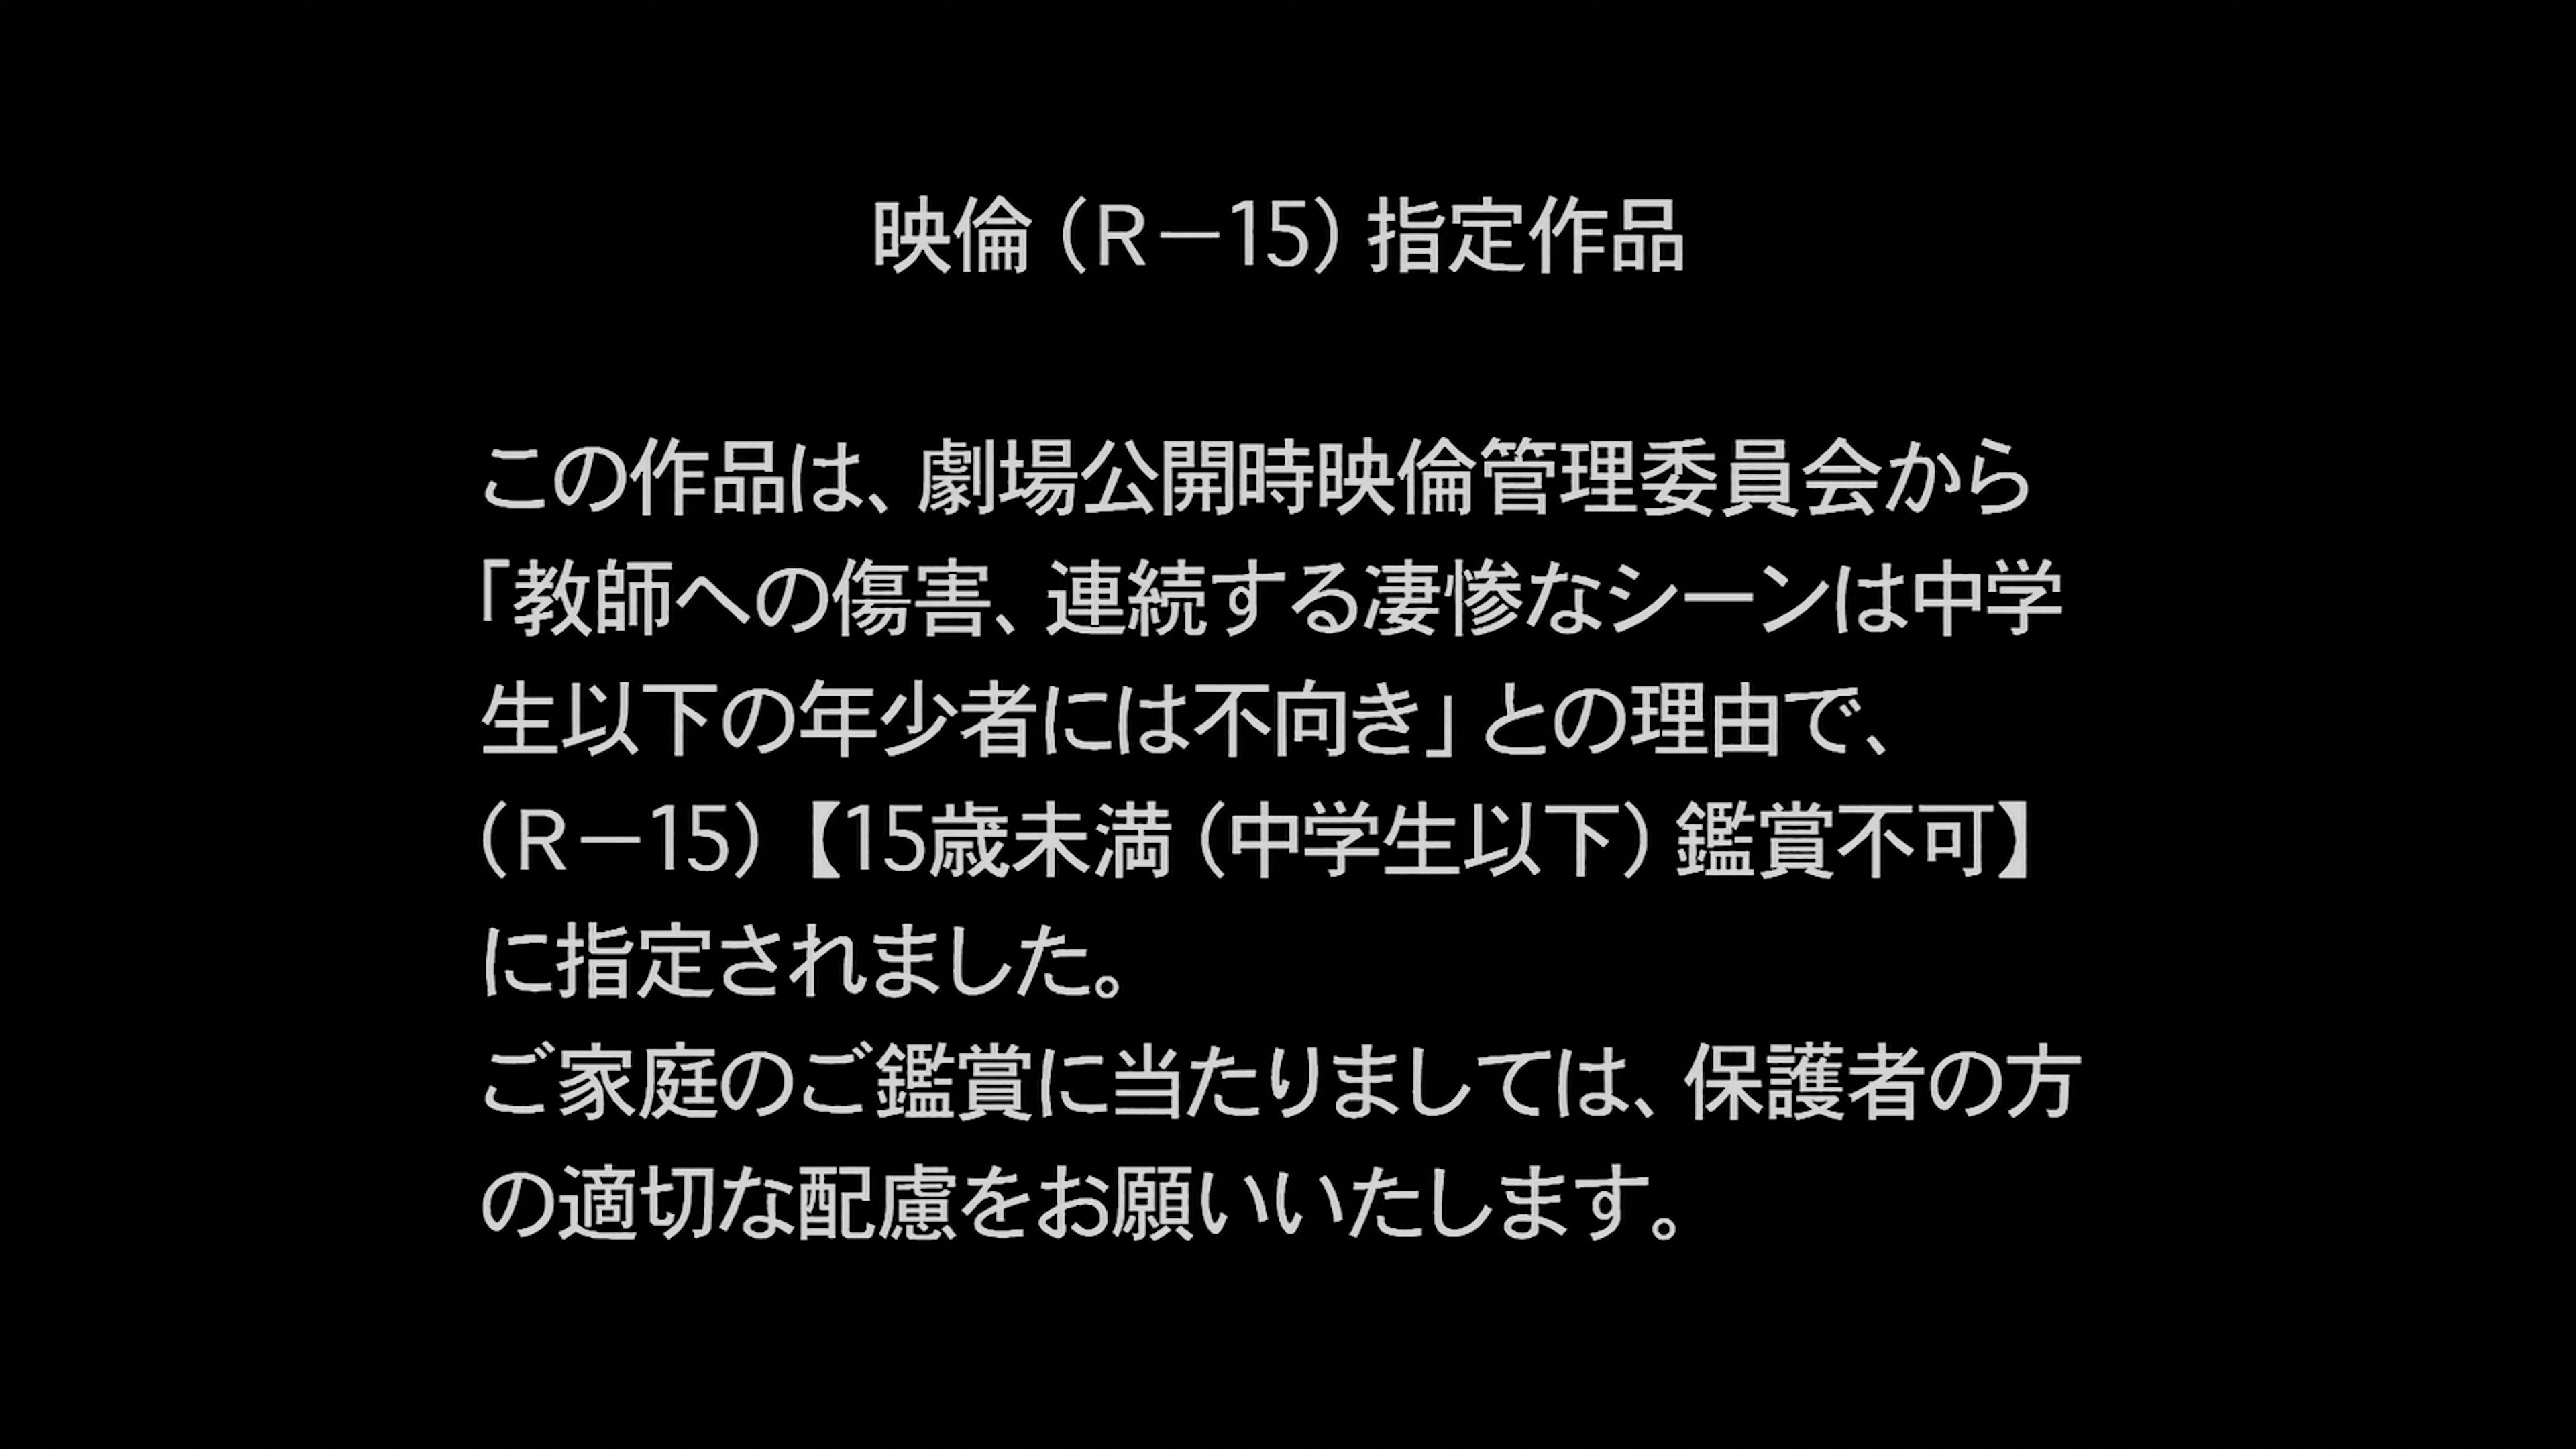 映倫（R－15）指定作品
この作品は、劇場公開時映倫管理委員会から
「教師への傷害、連続する凄惨なシーンは中学
生以下の年少者には不向き」との理由で、
（R－15）【15歳未満（中学生以下）鑑賞不可】
に指定されました。
ご家庭のご鑑賞に当たりましては、保護者の方
の適切な配慮をお願いいたします。